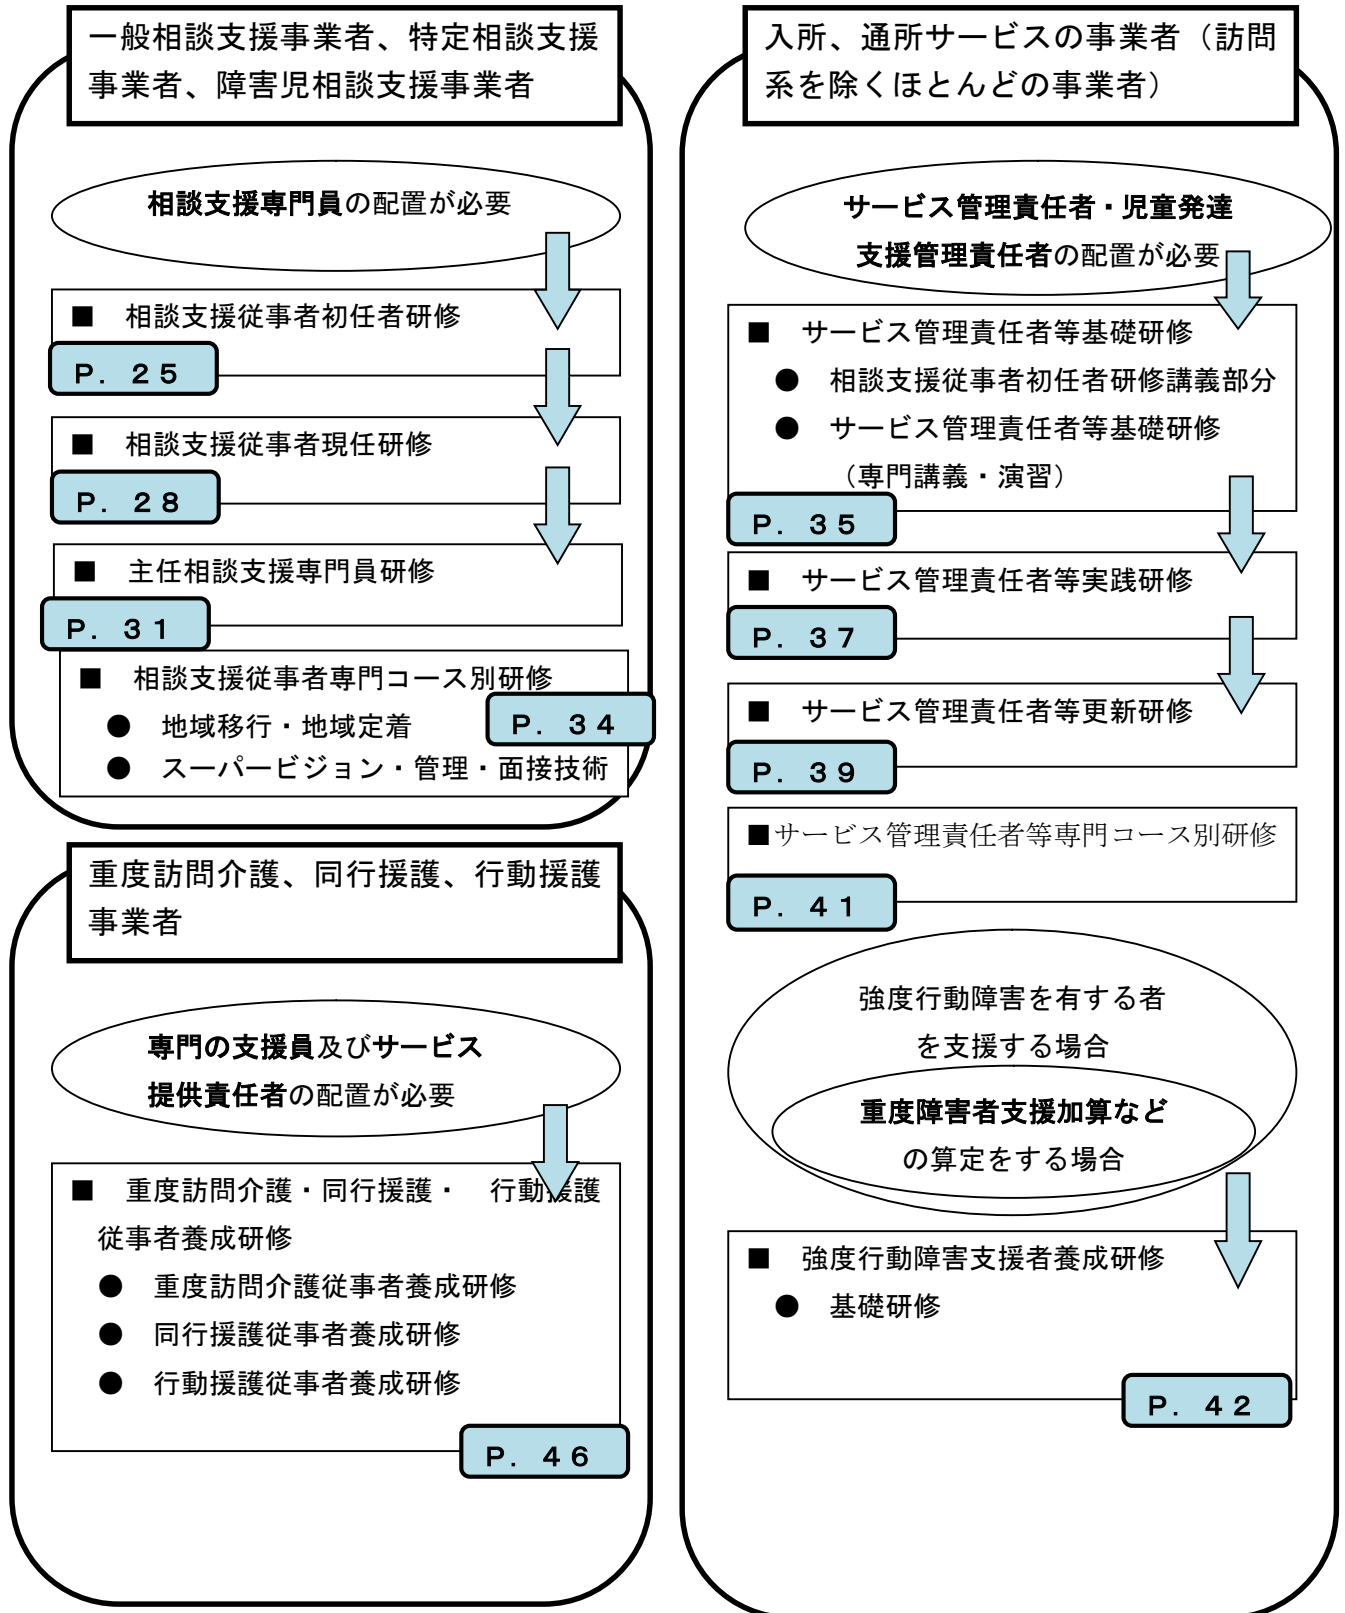 一般相談支援事業者、特定相談支援
事業者、障害児相談支援事業者
相談支援専門員の配置が必要
■ 相談支援従事者初任者研修
Ｐ．２５
■ 相談支援従事者現任研修
Ｐ．２８
■ 主任相談支援専門員研修
Ｐ．３１
■ 相談支援従事者専門コース別研修
● 地域移行・地域定着
Ｐ．３４
● スーパービジョン・管理・面接技術
重度訪問介護、同行援護、行動援護
事業者
専門の支援員及びサービス
提供責任者の配置が必要
■ 重度訪問介護・同行援護・ 行動援護
従事者養成研修
● 重度訪問介護従事者養成研修
● 同行援護従事者養成研修
● 行動援護従事者養成研修
Ｐ．４６
入所、通所サービスの事業者（訪問
系を除くほとんどの事業者）
サービス管理責任者・児童発達
支援管理責任者の配置が必要
■ サービス管理責任者等基礎研修
● 相談支援従事者初任者研修講義部分
● サービス管理責任者等基礎研修
（専門講義・演習）
Ｐ．３５
■ サービス管理責任者等実践研修
Ｐ．３７
■ サービス管理責任者等更新研修
Ｐ．３９
■サービス管理責任者等専門コース別研修
Ｐ．４１
強度行動障害を有する者
を支援する場合
重度障害者支援加算など
の算定をする場合
■ 強度行動障害支援者養成研修
● 基礎研修
Ｐ．４２